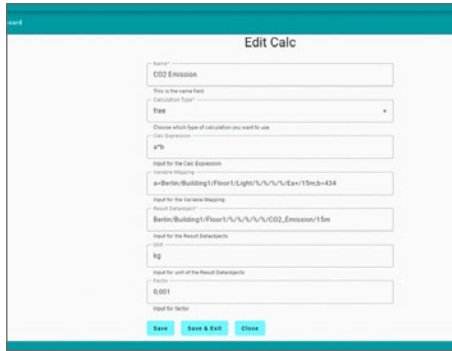 Edit Calc
Name*
CO2 Emission
This is the name field
Calculation Type*
free
Choose which type of calculation you want to use
Calc Expression
a*b
Input for the Calc Expression
Variable Mapping
a=Berlin/Building1/Floor1/Light/%/%/%/%/Ea+/15m;b=434
Input for the Variable Mapping
Result Dataobject*
Berlin/Building1/Floor1/%/%/%/%/%/CO2_Emission/15m
Input for the Result Dataobjects
Unit
kg
Input for unit of the Result Dataobjects
Factor
0,001
Input for factor
Save Save & Exit Close